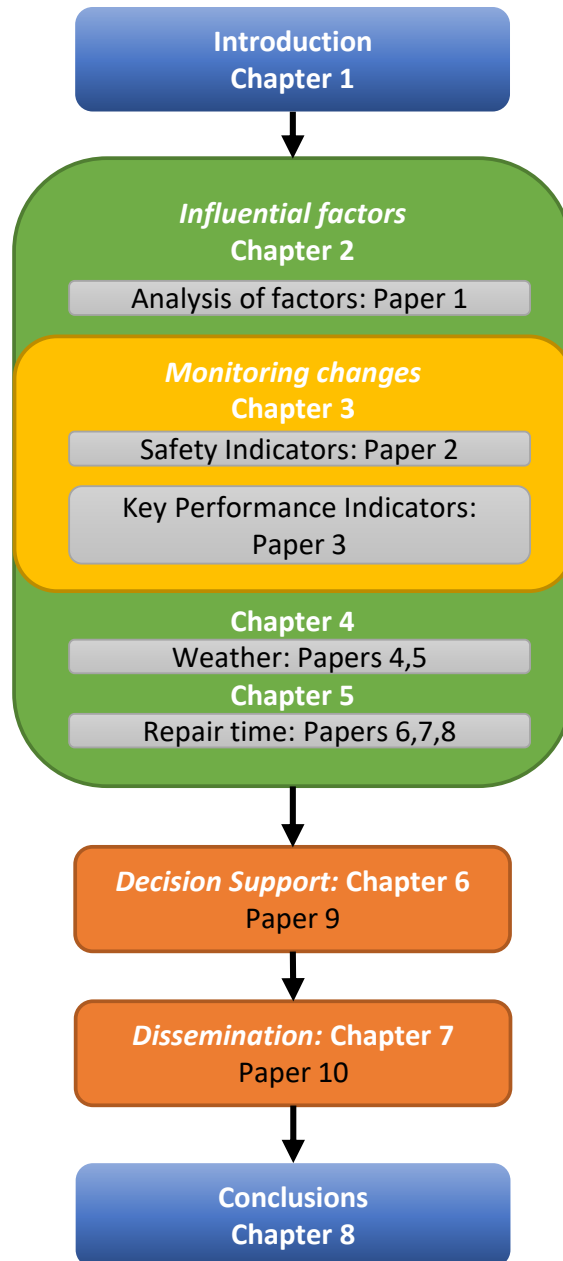 Introduction
Chapter 1
Influential factors
Chapter 2
Analysis of factors: Paper 1
Monitoring changes
Chapter 3
Safety Indicators: Paper 2
Key Performance Indicators:
Paper 3
Chapter 4
Weather: Papers 4,5
Chapter 5
Repair time: Papers 6,7,8
Decision Support: Chapter 6
Paper 9
Dissemination: Chapter 7
Paper 10
Conclusions
Chapter 8